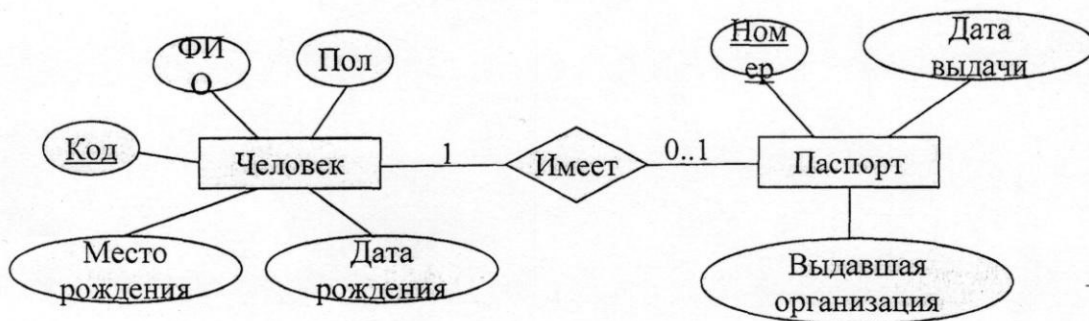 ФИ
О
Пол
Ном
ер
Дата
выдачи
Код
Человек
1
Имеет
0..1
Паспорт
Место
рождения
Дата
рождения
Выдавшая
организация